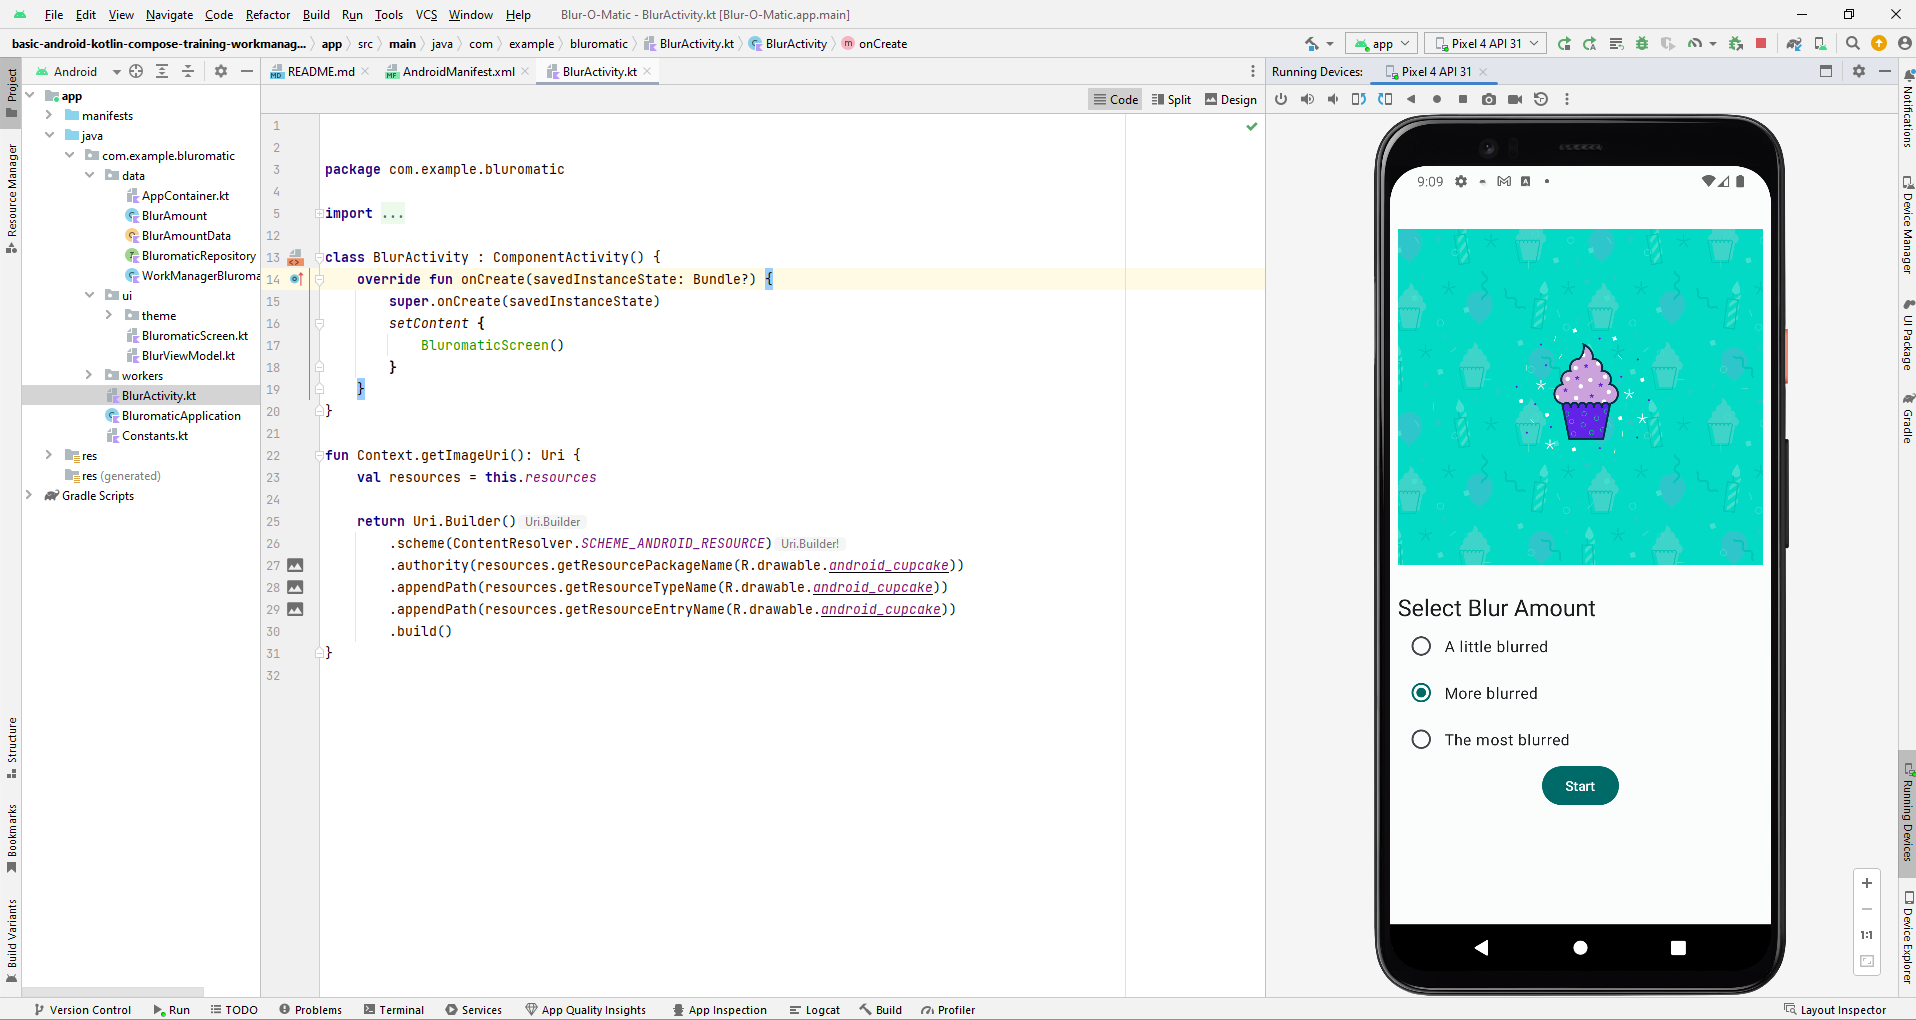 File Edit View Navigate Code Refactor Build Run Tools VCS Window Help Blur-O-Matic - BlurActivity.kt [Blur-O-Matic.app.main]
basic-android-kotlin-compose-training-workmanag... app src main java com example bluromatic BlurActivity.kt BlurActivity onCreate app Pixel 4 API 31
Project
Resource Manager
Structure
Bookmarks
Build Variants
Android
app
manifests
java
com.example.bluromatic
data
AppContainer.kt
BlurAmount
BlurAmountData
BluromaticRepository
WorkManagerBluroma
ui
theme
BluromaticScreen.kt
BlurViewModel.kt
workers
BlurActivity.kt
BluromaticApplication
Constants.kt
res
res (generated)
Gradle Scripts
README.md AndroidManifest.xml BlurActivity.kt
Code Split Design
1
2
3 package com.example.bluromatic
4
5 import ...
12
13 class BlurActivity : ComponentActivity() {
14 override fun onCreate(savedInstanceState: Bundle?) {
15 super.onCreate(savedInstanceState)
16 setContent {
17 BluromaticScreen()
18 }
19 }
20 }
21
22 fun Context.getImageUri(): Uri {
23 val resources = this.resources
24
25 return Uri.Builder() Uri.Builder
26 .scheme(ContentResolver.SCHEME_ANDROID_RESOURCE) Uri.Builder!
27 .authority(resources.getResourcePackageName(R.drawable.android_cupcake))
28 .appendPath(resources.getResourceTypeName(R.drawable.android_cupcake))
29 .appendPath(resources.getResourceEntryName(R.drawable.android_cupcake))
30 .build()
31 }
32
Running Devices: Pixel 4 API 31
9:09
Select Blur Amount
A little blurred
More blurred
The most blurred
Start
1:1
Notifications
Device Manager
UI Package
Gradle
Running Devices
Device Explorer
Version Control Run TODO Problems Terminal Services App Quality Insights App Inspection Logcat Build Profiler Layout Inspector